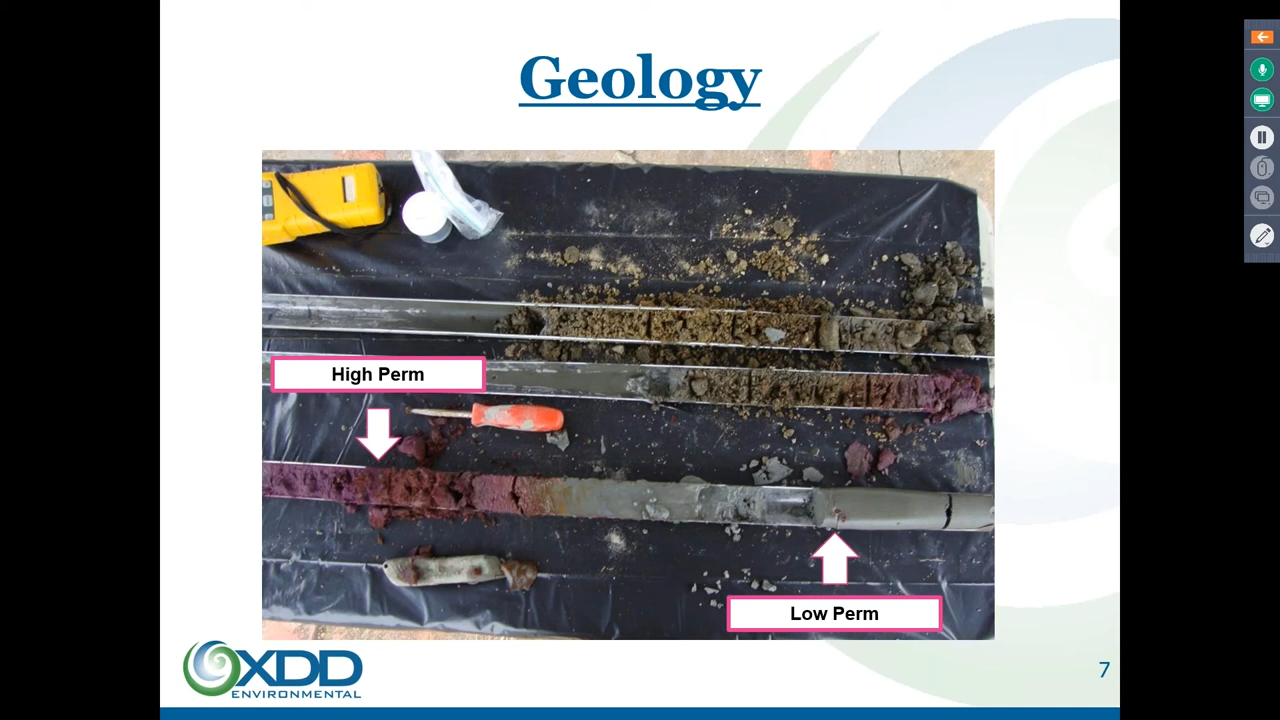 Geology
High Perm
Low Perm
XDD
ENVIRONMENTAL
7